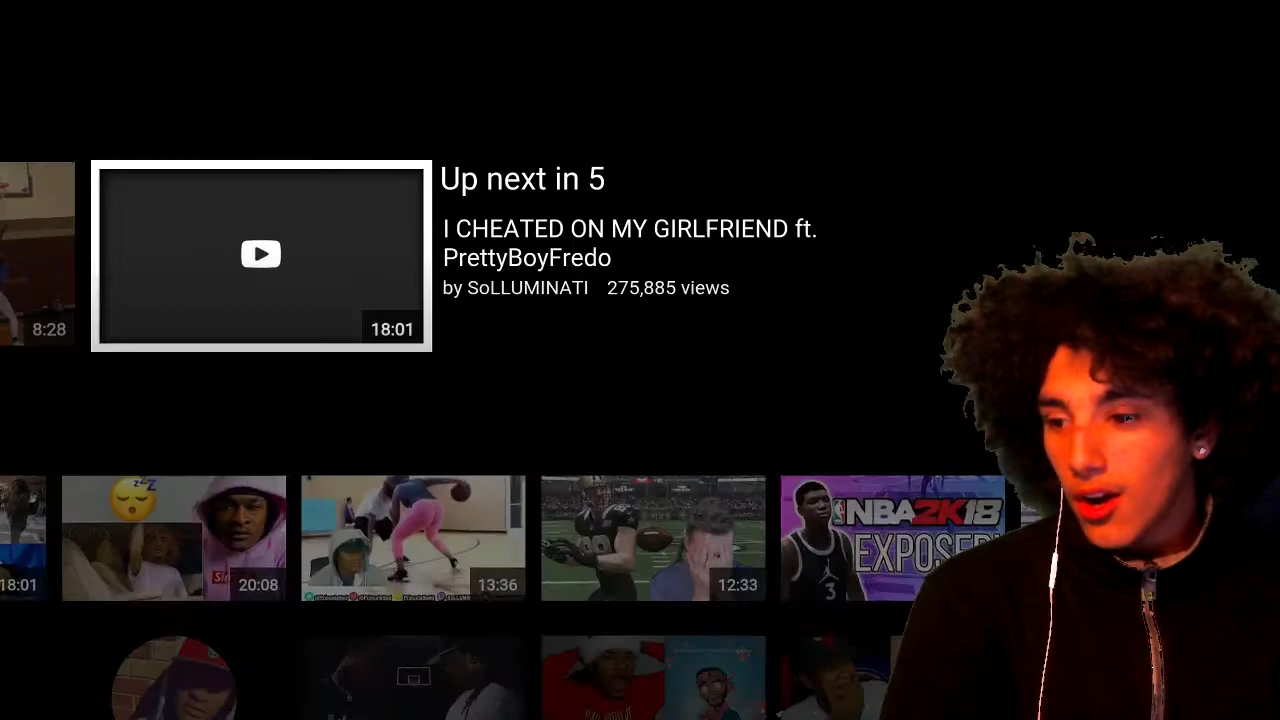 Up next in 5
I CHEATED ON MY GIRLFRIEND ft.
PrettyBoyFredo
by SoLLUMINATI 275,885 views
8:28
18:01
18:01
20:08
13:36
12:33
NBA2K18
EXPOSED
3